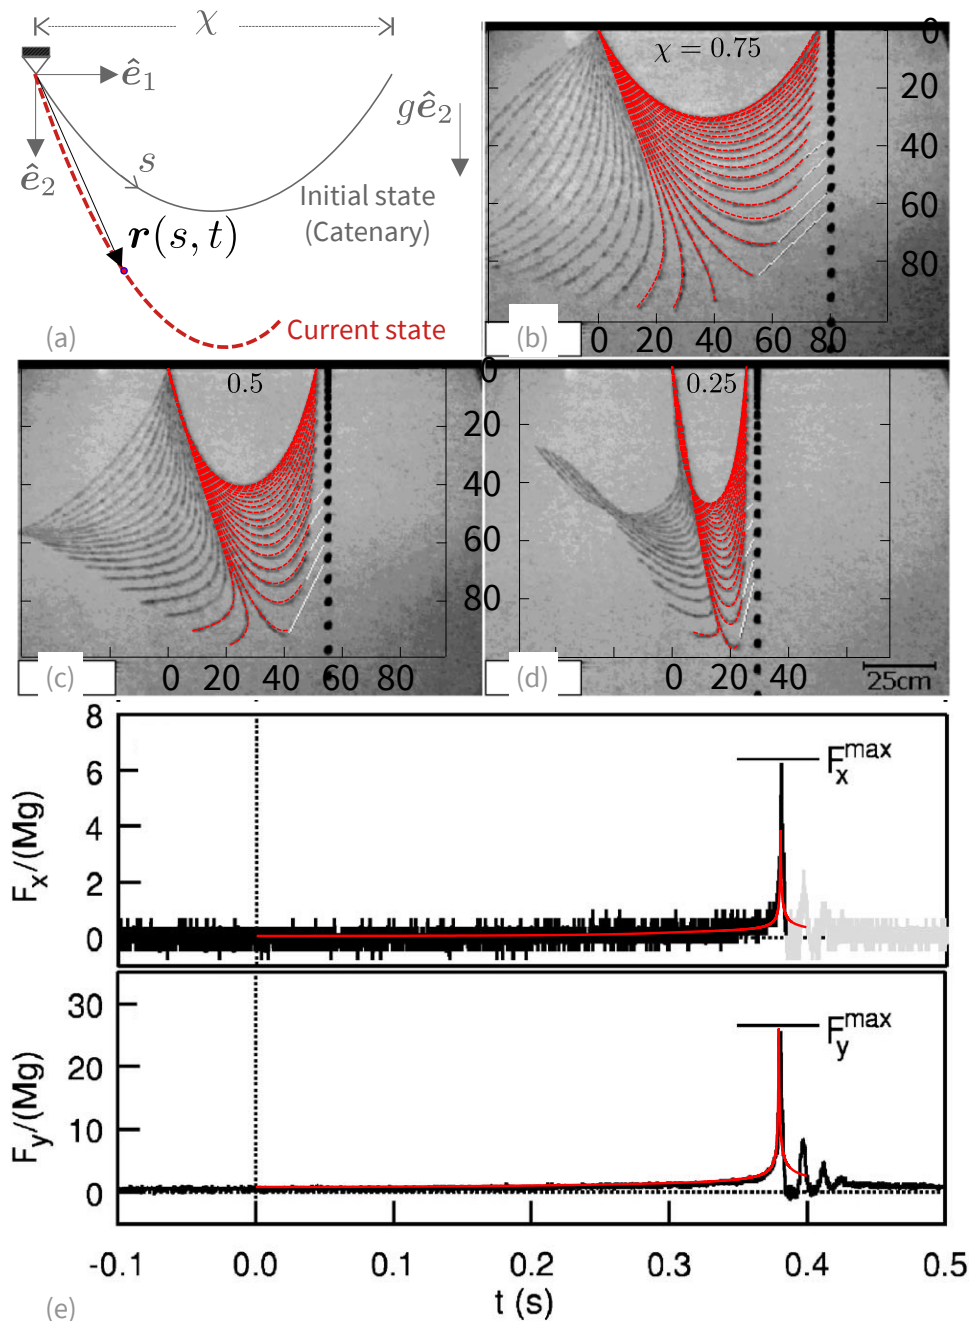 χ
ê₁
gê₂
ê₂
s
Initial state
(Catenary)
r(s, t)
Current state
(a)
χ = 0.75
0
20
40
60
80
(b)
0 20 40 60 80
0.5
(c)
0 20 40 60 80
0
0.25
20
40
60
80
(d)
0 20 40
25cm
8
6
4
2
0
Fₓ/(Mg)
Fₓᵐᵃˣ
30
20
10
0
F_y/(Mg)
F_y^max
-0.1 0.0 0.1 0.2 0.3 0.4 0.5
t (s)
(e)